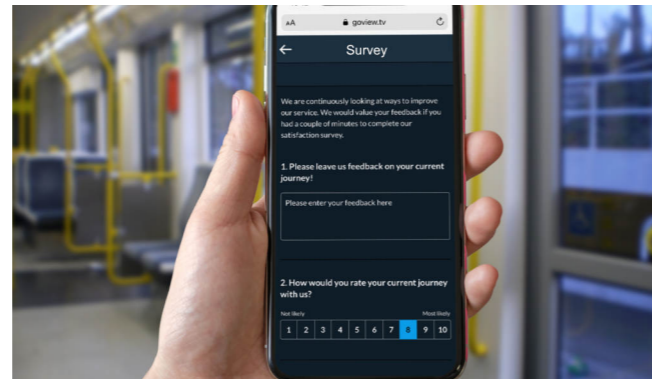 AA goview.tv
Survey
We are continuously looking at ways to improve
our service. We would value your feedback if you
had a couple of minutes to complete our
satisfaction survey.
1. Please leave us feedback on your current
journey!
Please enter your feedback here
2. How would you rate your current journey
with us?
Not likely Most likely
1 2 3 4 5 6 7 8 9 10